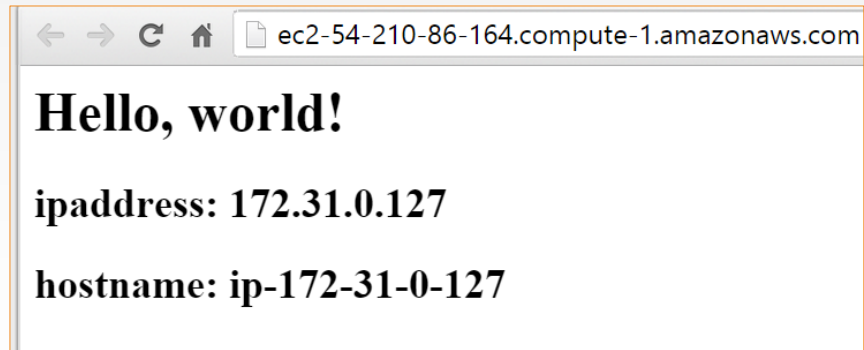 ec2-54-210-86-164.compute-1.amazonaws.com
Hello, world!
ipaddress: 172.31.0.127
hostname: ip-172-31-0-127